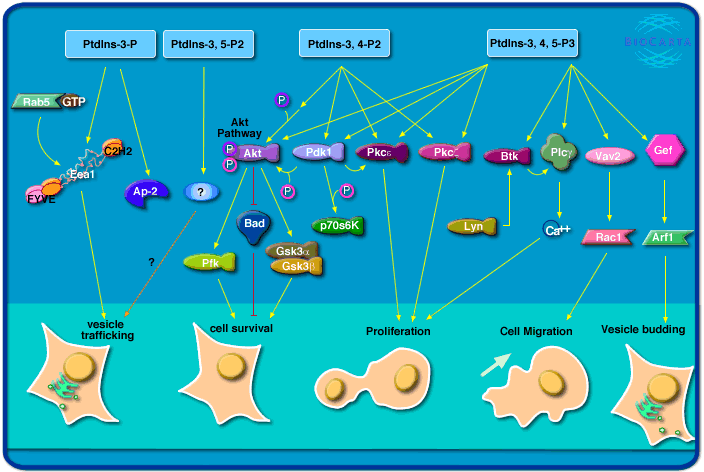 PtdIns-3-P
PtdIns-3, 5-P2
PtdIns-3, 4-P2
PtdIns-3, 4, 5-P3
BIOCARTA
Rab5
GTP
P
Akt
Pathway
C2H2
Eea1
FYVE
Ap-2
?
P
P
Akt
Pdk1
Pkcε
Pkcζ
Btk
Plcγ
Vav2
Gef
P
P
Bad
p70s6K
Lyn
Ca++
Rac1
Arf1
?
Pfk
Gsk3α
Gsk3β
vesicle
trafficking
cell survival
Proliferation
Cell Migration
Vesicle budding